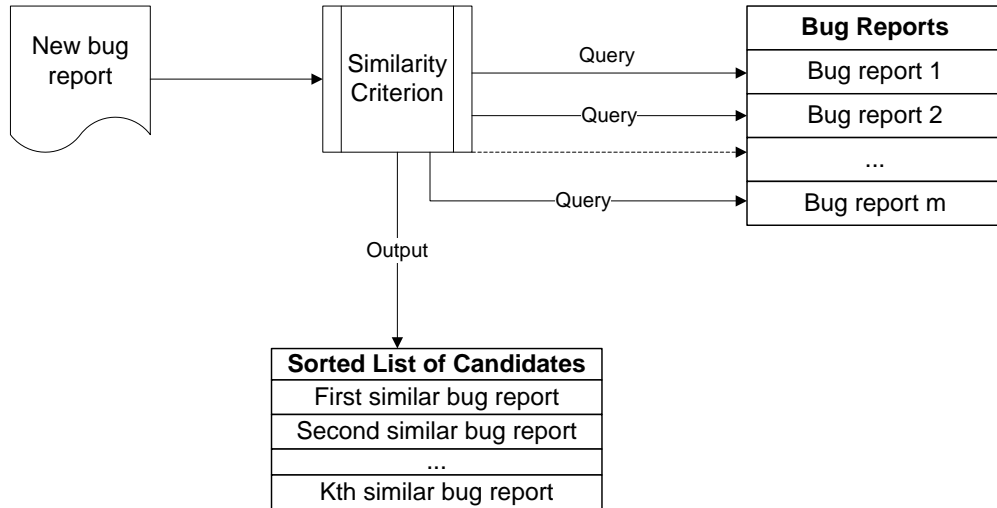 New bug
report
Similarity
Criterion
Query
Query
Query
Output
Bug Reports
Bug report 1
Bug report 2
...
Bug report m
Sorted List of Candidates
First similar bug report
Second similar bug report
...
Kth similar bug report